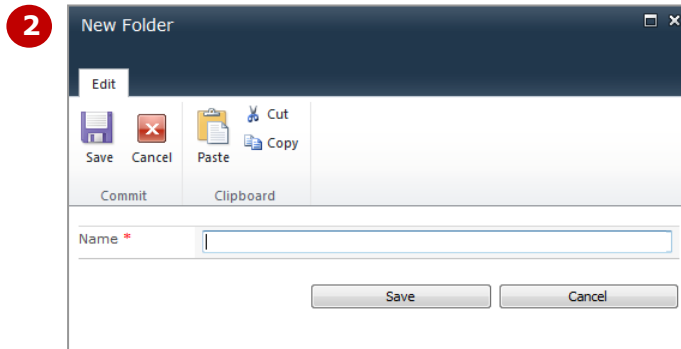 2
New Folder
Edit
Save Cancel Paste Cut
Copy
Commit Clipboard
Name *
Save Cancel